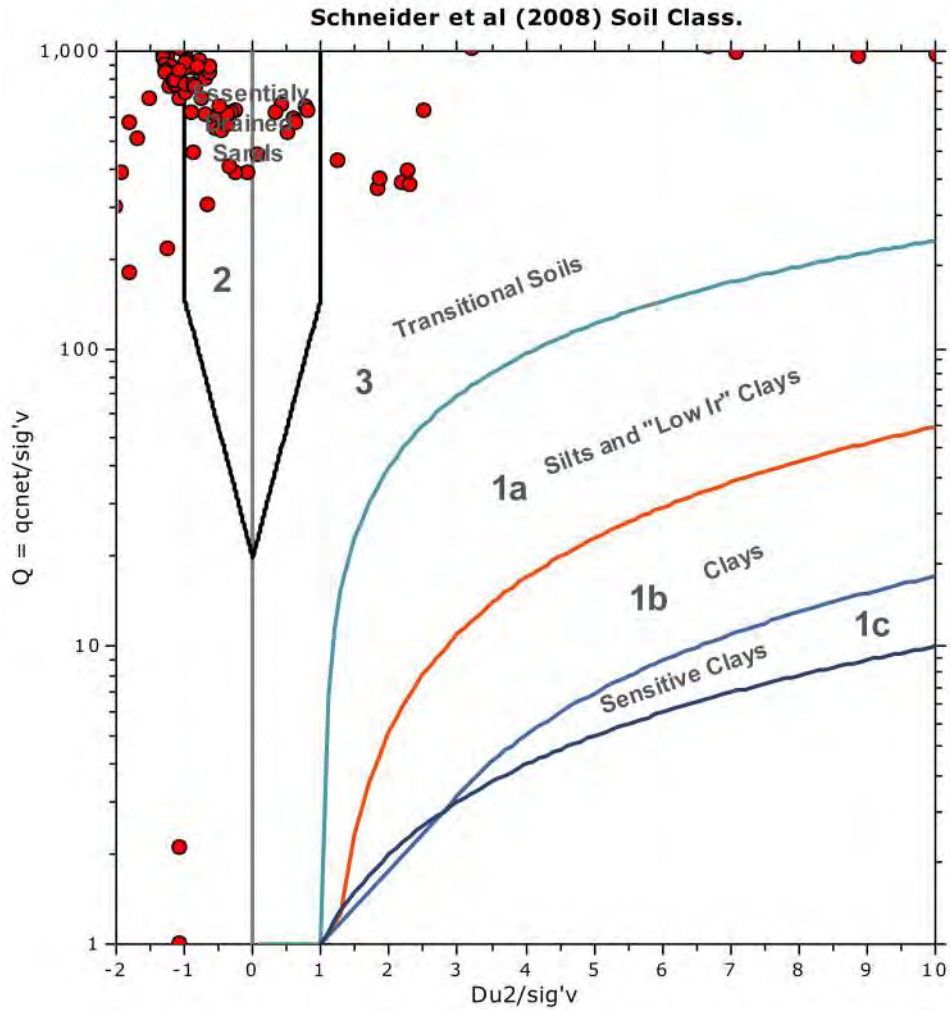 Schneider et al (2008) Soil Class.
1,000
Essentialy
Drained
Sands
2
Transitional Soils
3
100
Silts and "Low Ir" Clays
1a
Clays
1b
1c
Sensitive Clays
10
1
Q = qcnet/sig'v
-2 -1 0 1 2 3 4 5 6 7 8 9 10
Du2/sig'v